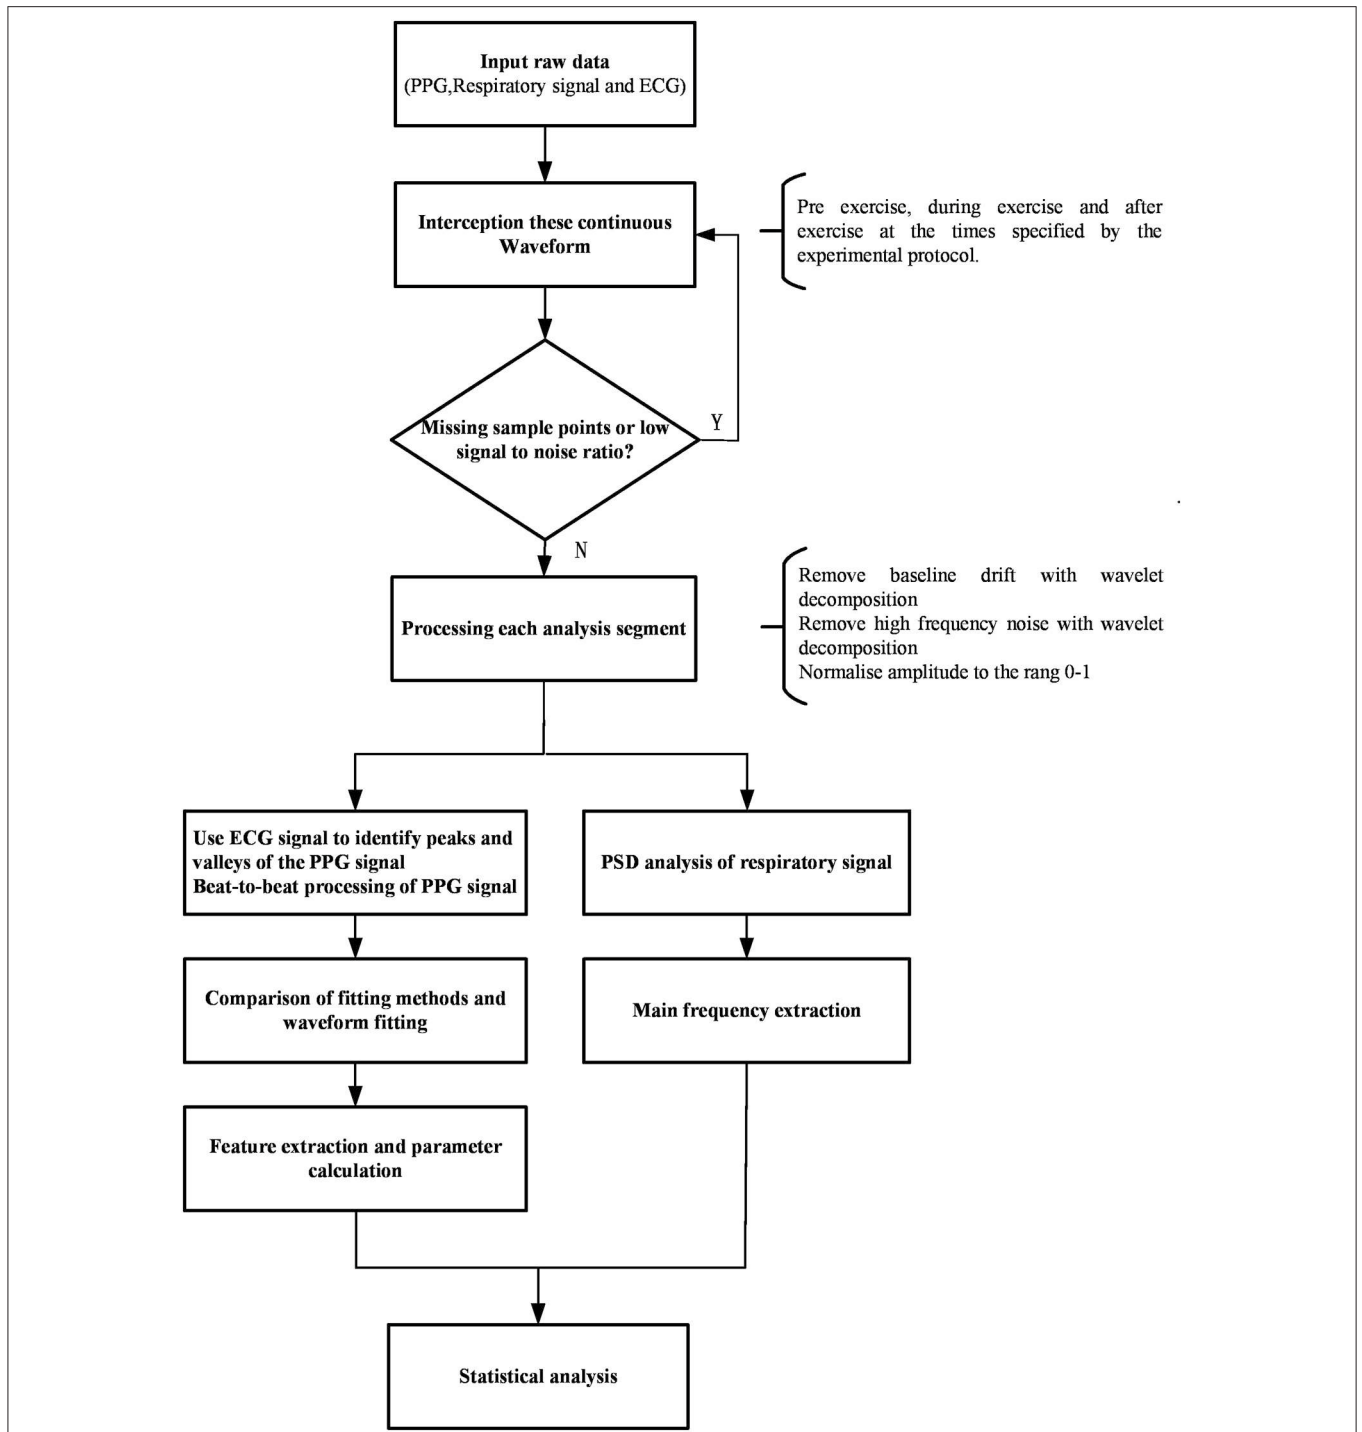 Input raw data
(PPG,Respiratory signal and ECG)
Interception these continuous
Waveform
Pre exercise, during exercise and after
exercise at the times specified by the
experimental protocol.
Missing sample points or low
signal to noise ratio?
Y
N
Processing each analysis segment
Remove baseline drift with wavelet
decomposition
Remove high frequency noise with wavelet
decomposition
Normalise amplitude to the rang 0-1
Use ECG signal to identify peaks and
valleys of the PPG signal
Beat-to-beat processing of PPG signal
PSD analysis of respiratory signal
Comparison of fitting methods and
waveform fitting
Main frequency extraction
Feature extraction and parameter
calculation
Statistical analysis